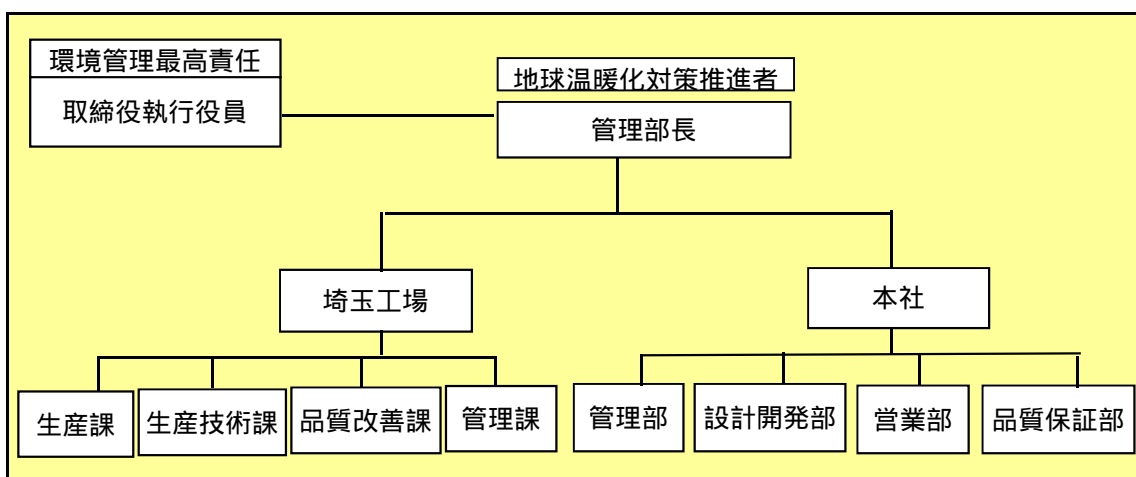 環境管理最高責任
取締役執行役員
地球温暖化対策推進者
管理部長
埼玉工場
本社
生産課
生産技術課
品質改善課
管理課
管理部
設計開発部
営業部
品質保証部